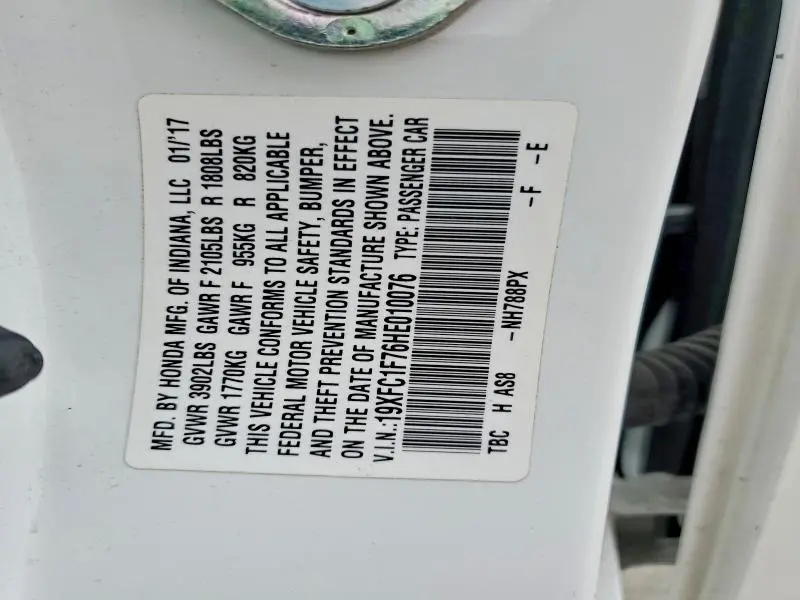 MFD. BY HONDA MFG. OF INDIANA, LLC 01/'17
GVWR 3902LBS GAWR F 2105LBS R 1808LBS
GVWR 1770KG GAWR F 955KG R 820KG
THIS VEHICLE CONFORMS TO ALL APPLICABLE
FEDERAL MOTOR VEHICLE SAFETY, BUMPER,
AND THEFT PREVENTION STANDARDS IN EFFECT
ON THE DATE OF MANUFACTURE SHOWN ABOVE.
V.I.N.:19XFC1F76HE010076 TYPE: PASSENGER CAR
TBC H AS8 -NH788PX -F -E